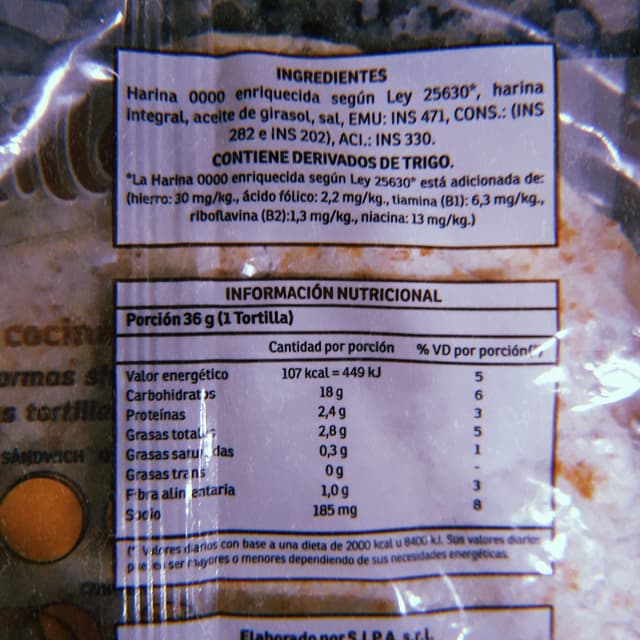 INGREDIENTES
Harina 0000 enriquecida según Ley 25630*, harina
integral, aceite de girasol, sal, EMU: INS 471, CONS.: (INS
282 e INS 202), ACI.: INS 330.
CONTIENE DERIVADOS DE TRIGO.
*La Harina 0000 enriquecida según Ley 25630* está adicionada de:
(hierro: 30 mg/kg., ácido fólico: 2,2 mg/kg., tiamina (B1): 6,3 mg/kg.,
riboflavina (B2):1,3 mg/kg., niacina: 13 mg/kg.)
INFORMACIÓN NUTRICIONAL
Porción 36 g (1 Tortilla)
Cantidad por porción % VD por porción(*)
Valor energético 107 kcal = 449 kJ 5
Carbohidratos 18 g 6
Proteínas 2,4 g 3
Grasas totales 2,8 g 5
Grasas saturadas 0,3 g 1
Grasas trans 0 g -
Fibra alimentaria 1,0 g 3
Sodio 185 mg 8
(* Valores diarios con base a una dieta de 2000 kcal u 8400 kJ. Sus valores diarios
pueden ser mayores o menores dependiendo de sus necesidades energéticas.
SÁNDWICH
Elaborado por S.I.P.A. s.r.l.